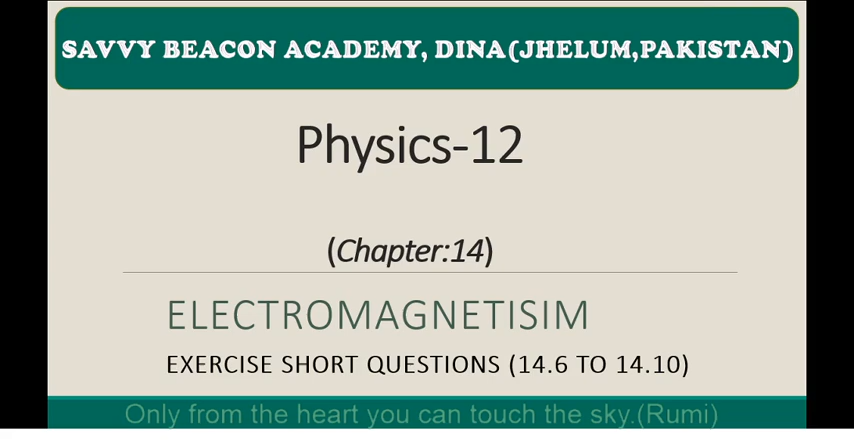 SAVVY BEACON ACADEMY, DINA(JHELUM,PAKISTAN)
Physics-12
(Chapter:14)
ELECTROMAGNETISIM
EXERCISE SHORT QUESTIONS (14.6 TO 14.10)
Only from the heart you can touch the sky.(Rumi)